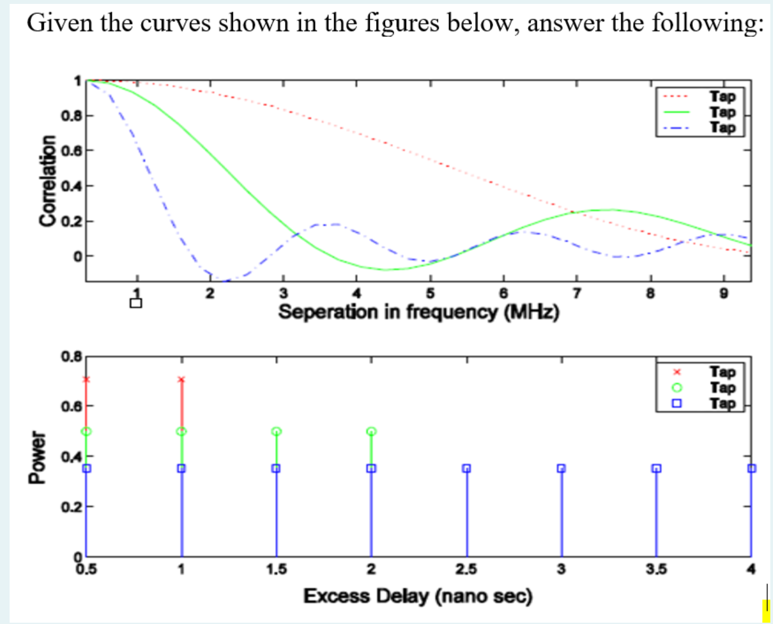 Given the curves shown in the figures below, answer the following:
1
0.8
0.6
0.4
0.2
0
Correlation
Tap
Tap
Tap
1 2 3 4 5 6 7 8 9
Seperation in frequency (MHz)
0.8
0.6
0.4
0.2
0
Power
Tap
Tap
Tap
0.5 1 1.5 2 2.5 3 3.5 4
Excess Delay (nano sec)